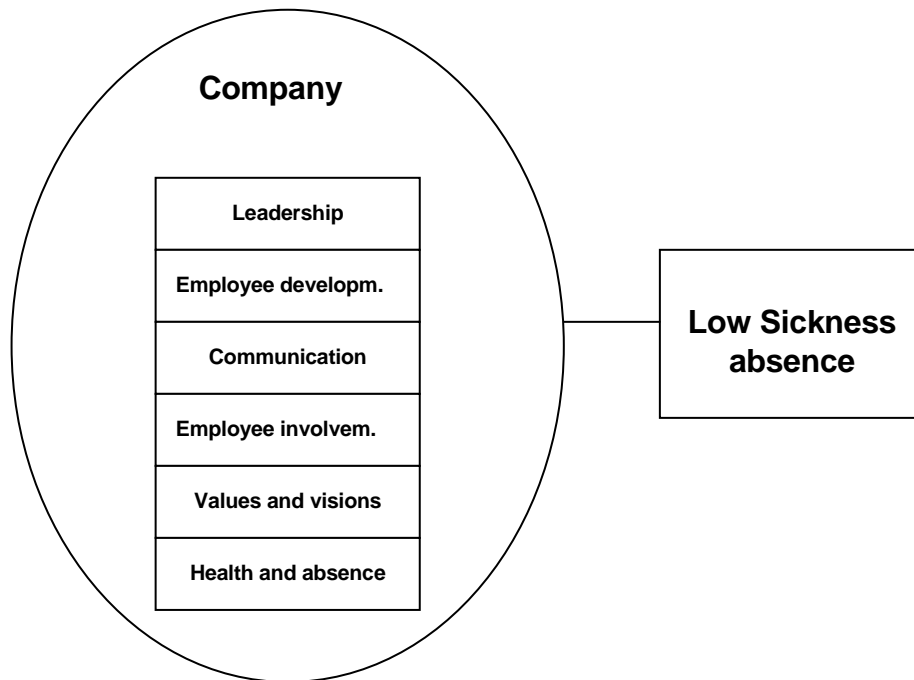 Company
Leadership
Employee developm.
Communication
Employee involvem.
Values and visions
Health and absence
Low Sickness
absence